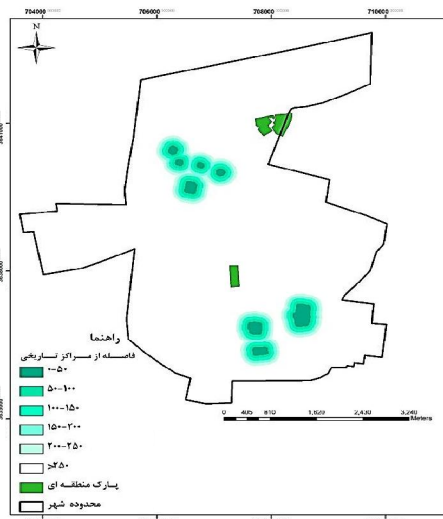 704000 706000 708000 710000
N
راهنما
فاصله از مراکز تاریخی
۰-۵۰
۵۰-۱۰۰
۱۰۰-۱۵۰
۱۵۰-۲۰۰
۲۰۰-۲۵۰
>۲۵۰
پارک منطقه ای
محدوده شهر
0 405 810 1,620 2,430 3,240
Meters